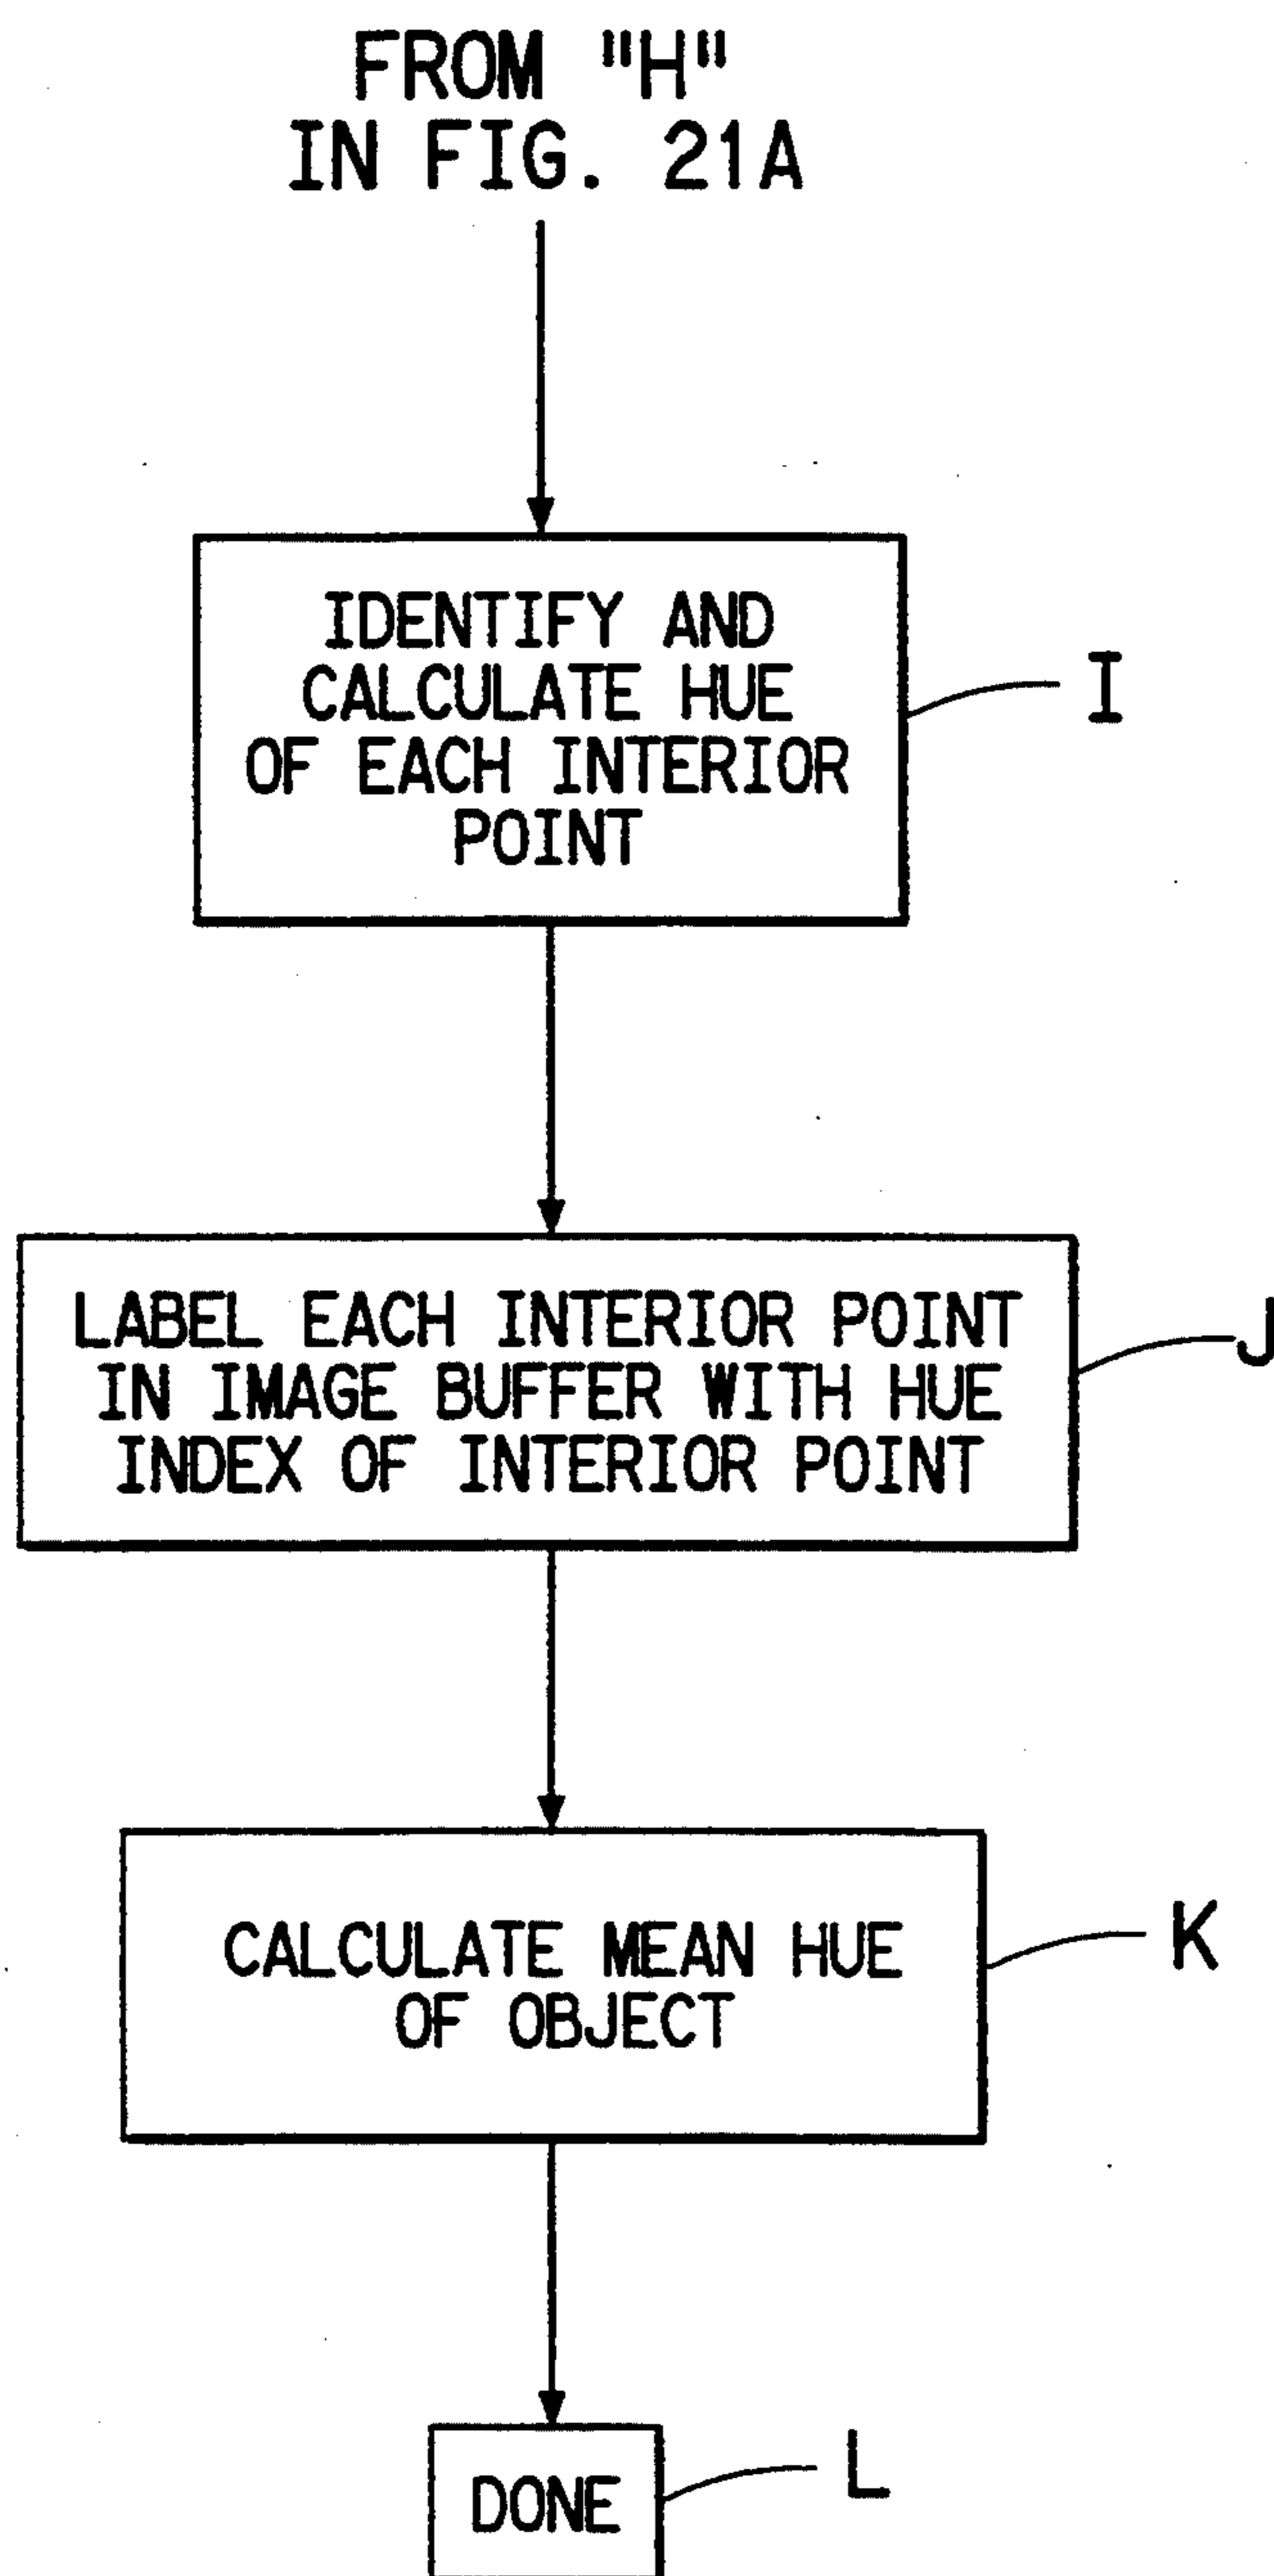 FROM "H"
IN FIG. 21A
IDENTIFY AND
CALCULATE HUE
OF EACH INTERIOR
POINT
I
LABEL EACH INTERIOR POINT
IN IMAGE BUFFER WITH HUE
INDEX OF INTERIOR POINT
J
CALCULATE MEAN HUE
OF OBJECT
K
DONE
L